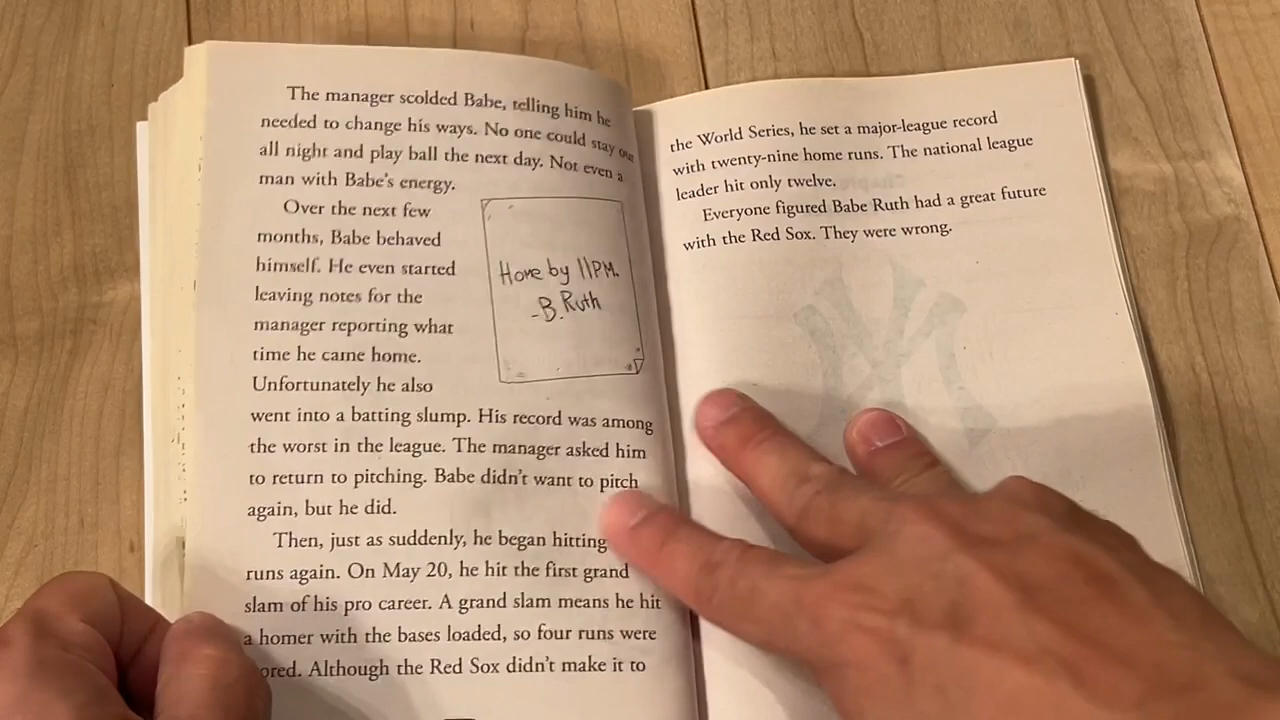 The manager scolded Babe, telling him he
needed to change his ways. No one could stay out
all night and play ball the next day. Not even a
man with Babe's energy.
Over the next few
months, Babe behaved
himself. He even started
leaving notes for the
manager reporting what
time he came home.
Unfortunately he also
Home by 11PM.
-B. Ruth
went into a batting slump. His record was among
the worst in the league. The manager asked him
to return to pitching. Babe didn't want to pitch
again, but he did.
Then, just as suddenly, he began hitting
runs again. On May 20, he hit the first grand
slam of his pro career. A grand slam means he hit
a homer with the bases loaded, so four runs were
ored. Although the Red Sox didn't make it to
the World Series, he set a major-league record
with twenty-nine home runs. The national league
leader hit only twelve.
Everyone figured Babe Ruth had a great future
with the Red Sox. They were wrong.